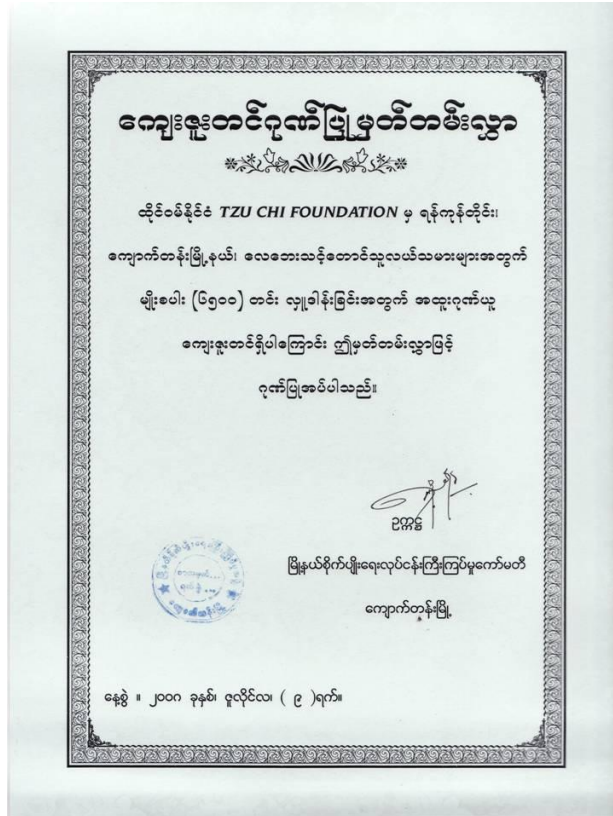 ကျေးဇူးတင်ဂုဏ်ပြုမှတ်တမ်းလွှာ
ထိုင်ဝမ်နိုင်ငံ TZU CHI FOUNDATION မှ ရန်ကုန်တိုင်း၊
ကျောက်တန်းမြို့နယ်၊ လေဘေးသင့်တောင်သူလယ်သမားများအတွက်
မျိုးစပါး (၆၅၀၀) တင်း လှူဒါန်းခြင်းအတွက် အထူးဂုဏ်ယူ
ကျေးဇူးတင်ရှိပါကြောင်း ဤမှတ်တမ်းလွှာဖြင့်
ဂုဏ်ပြုအပ်ပါသည်။
ဥက္ကဋ္ဌ
မြို့နယ်စိုက်ပျိုးရေးလုပ်ငန်းကြီးကြပ်မှုကော်မတီ
ကျောက်တန်းမြို့
နေ့စွဲ ။ ၂၀၀၈ ခုနှစ်၊ ဇူလိုင်လ၊ ( ၉ )ရက်။